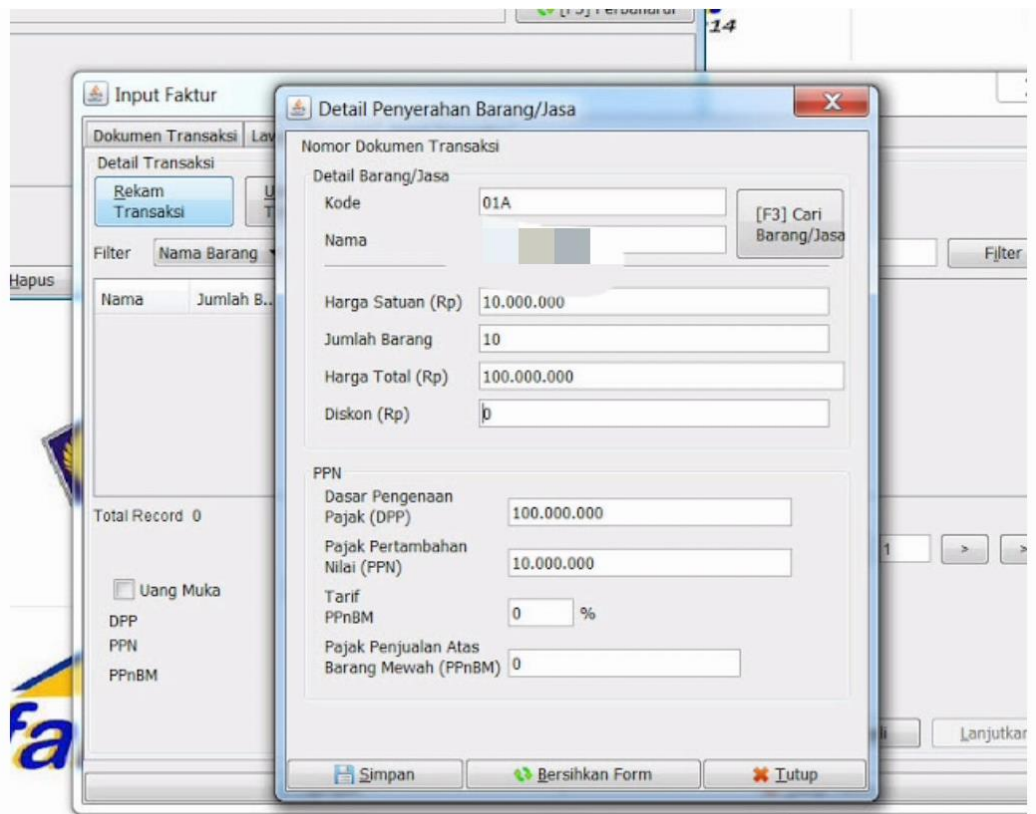 [F5] Perbaharui
14
Input Faktur
Dokumen Transaksi
Detail Transaksi
Rekam
Transaksi
Filter
Nama Barang
Filter
Hapus
Nama
Jumlah B..
Total Record 0
1
>
>
Uang Muka
DPP
PPN
PPnBM
Lanjutkan
fa
Detail Penyerahan Barang/Jasa
X
Nomor Dokumen Transaksi
Detail Barang/Jasa
Kode
01A
[F3] Cari
Barang/Jasa
Nama
Harga Satuan (Rp)
10.000.000
Jumlah Barang
10
Harga Total (Rp)
100.000.000
Diskon (Rp)
0
PPN
Dasar Pengenaan
Pajak (DPP)
100.000.000
Pajak Pertambahan
Nilai (PPN)
10.000.000
Tarif
PPnBM
0
%
Pajak Penjualan Atas
Barang Mewah (PPnBM)
0
Simpan
Bersihkan Form
Tutup